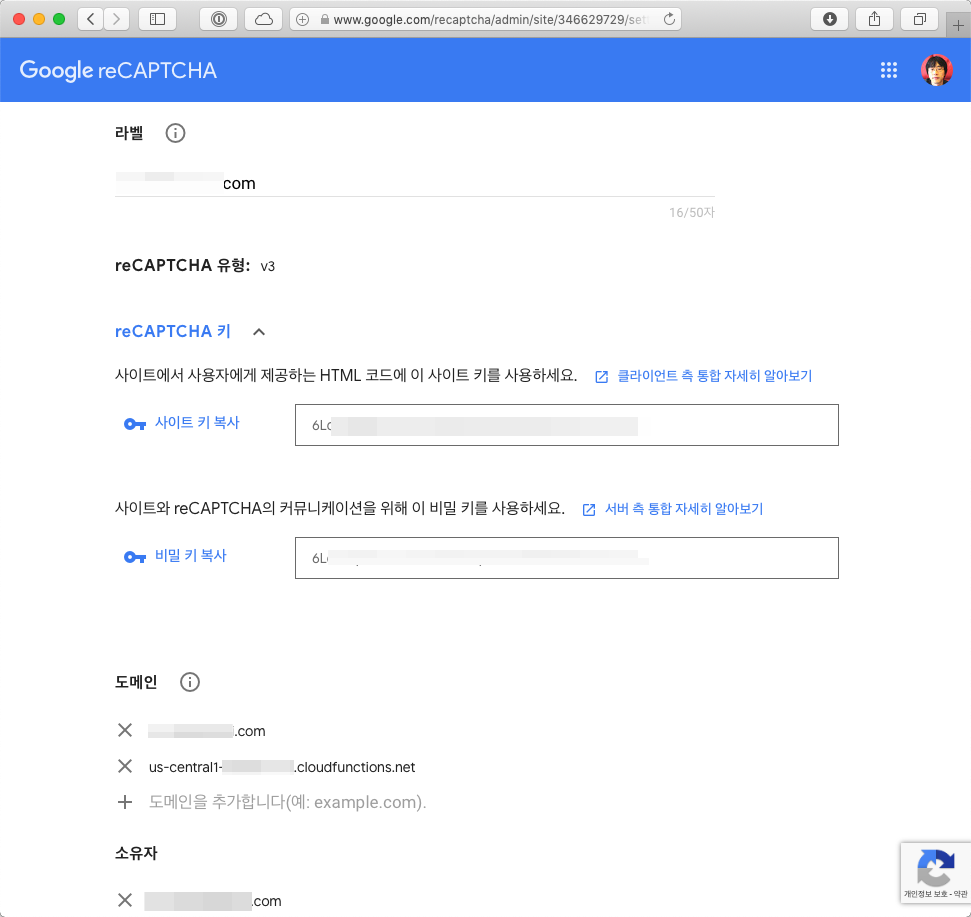 www.google.com/recaptcha/admin/site/346629729/set
Google reCAPTCHA
라벨
com
16/50자
reCAPTCHA 유형: v3
reCAPTCHA 키
사이트에서 사용자에게 제공하는 HTML 코드에 이 사이트 키를 사용하세요. 클라이언트 측 통합 자세히 알아보기
사이트 키 복사
6Lc
사이트와 reCAPTCHA의 커뮤니케이션을 위해 이 비밀 키를 사용하세요. 서버 측 통합 자세히 알아보기
비밀 키 복사
6L
도메인
.com
us-central1-
.cloudfunctions.net
도메인을 추가합니다(예: example.com).
소유자
.com
개인정보 보호 - 약관